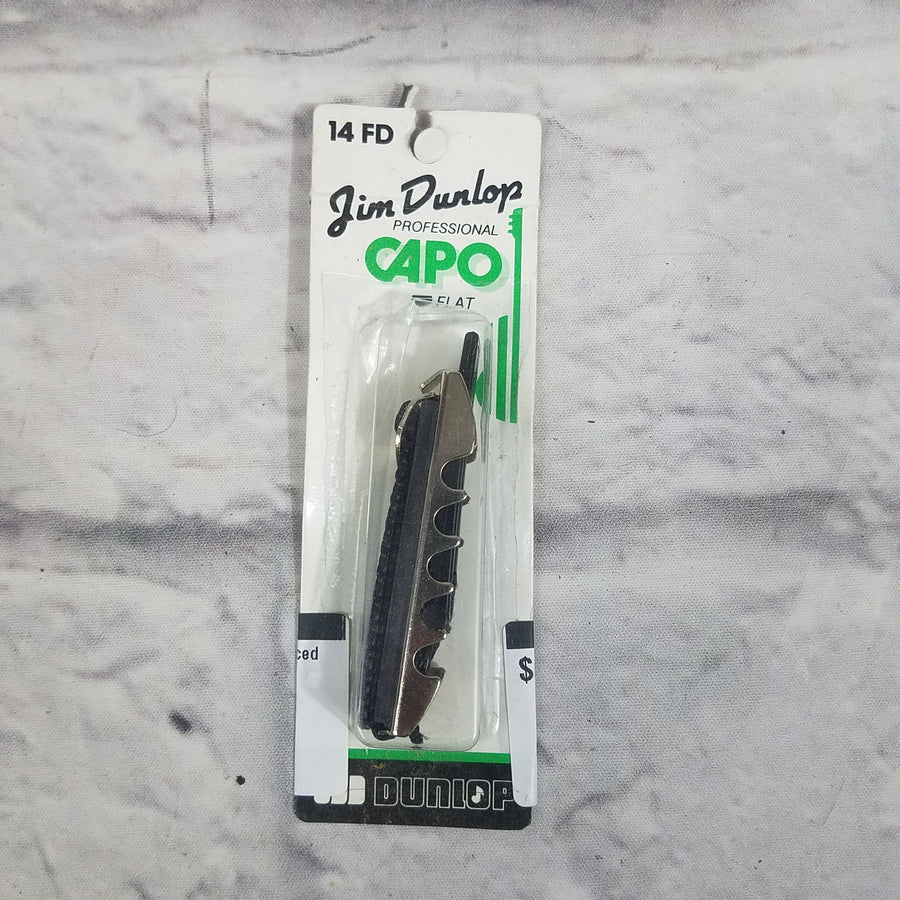 14 FD
Jim Dunlop
PROFESSIONAL
CAPO
FLAT
ced
$
DUNLOP